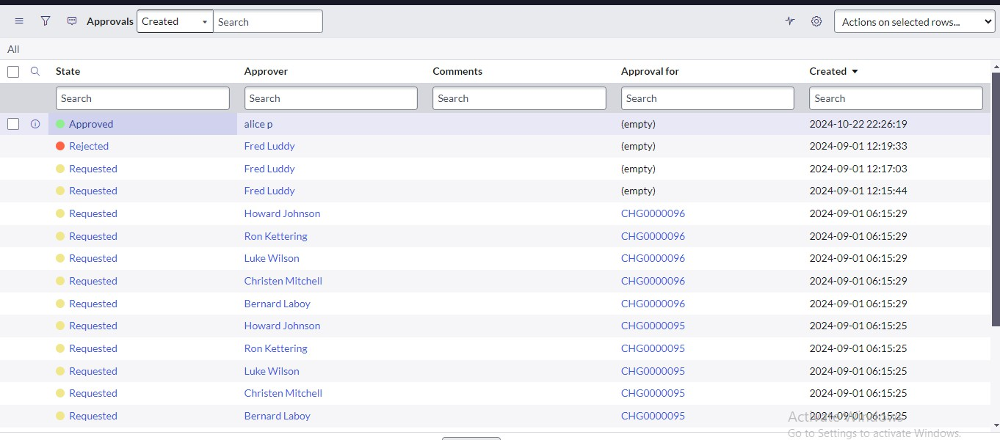 Approvals Created Search Actions on selected rows...
All
State Approver Comments Approval for Created
Search Search Search Search Search
Approved alice p (empty) 2024-10-22 22:26:19
Rejected Fred Luddy (empty) 2024-09-01 12:19:33
Requested Fred Luddy (empty) 2024-09-01 12:17:03
Requested Fred Luddy (empty) 2024-09-01 12:15:44
Requested Howard Johnson CHG0000096 2024-09-01 06:15:29
Requested Ron Kettering CHG0000096 2024-09-01 06:15:29
Requested Luke Wilson CHG0000096 2024-09-01 06:15:29
Requested Christen Mitchell CHG0000096 2024-09-01 06:15:29
Requested Bernard Laboy CHG0000096 2024-09-01 06:15:29
Requested Howard Johnson CHG0000095 2024-09-01 06:15:25
Requested Ron Kettering CHG0000095 2024-09-01 06:15:25
Requested Luke Wilson CHG0000095 2024-09-01 06:15:25
Requested Christen Mitchell CHG0000095 2024-09-01 06:15:25
Requested Bernard Laboy CHG0000095 2024-09-01 06:15:25
Activate Windows
Go to Settings to activate Windows.